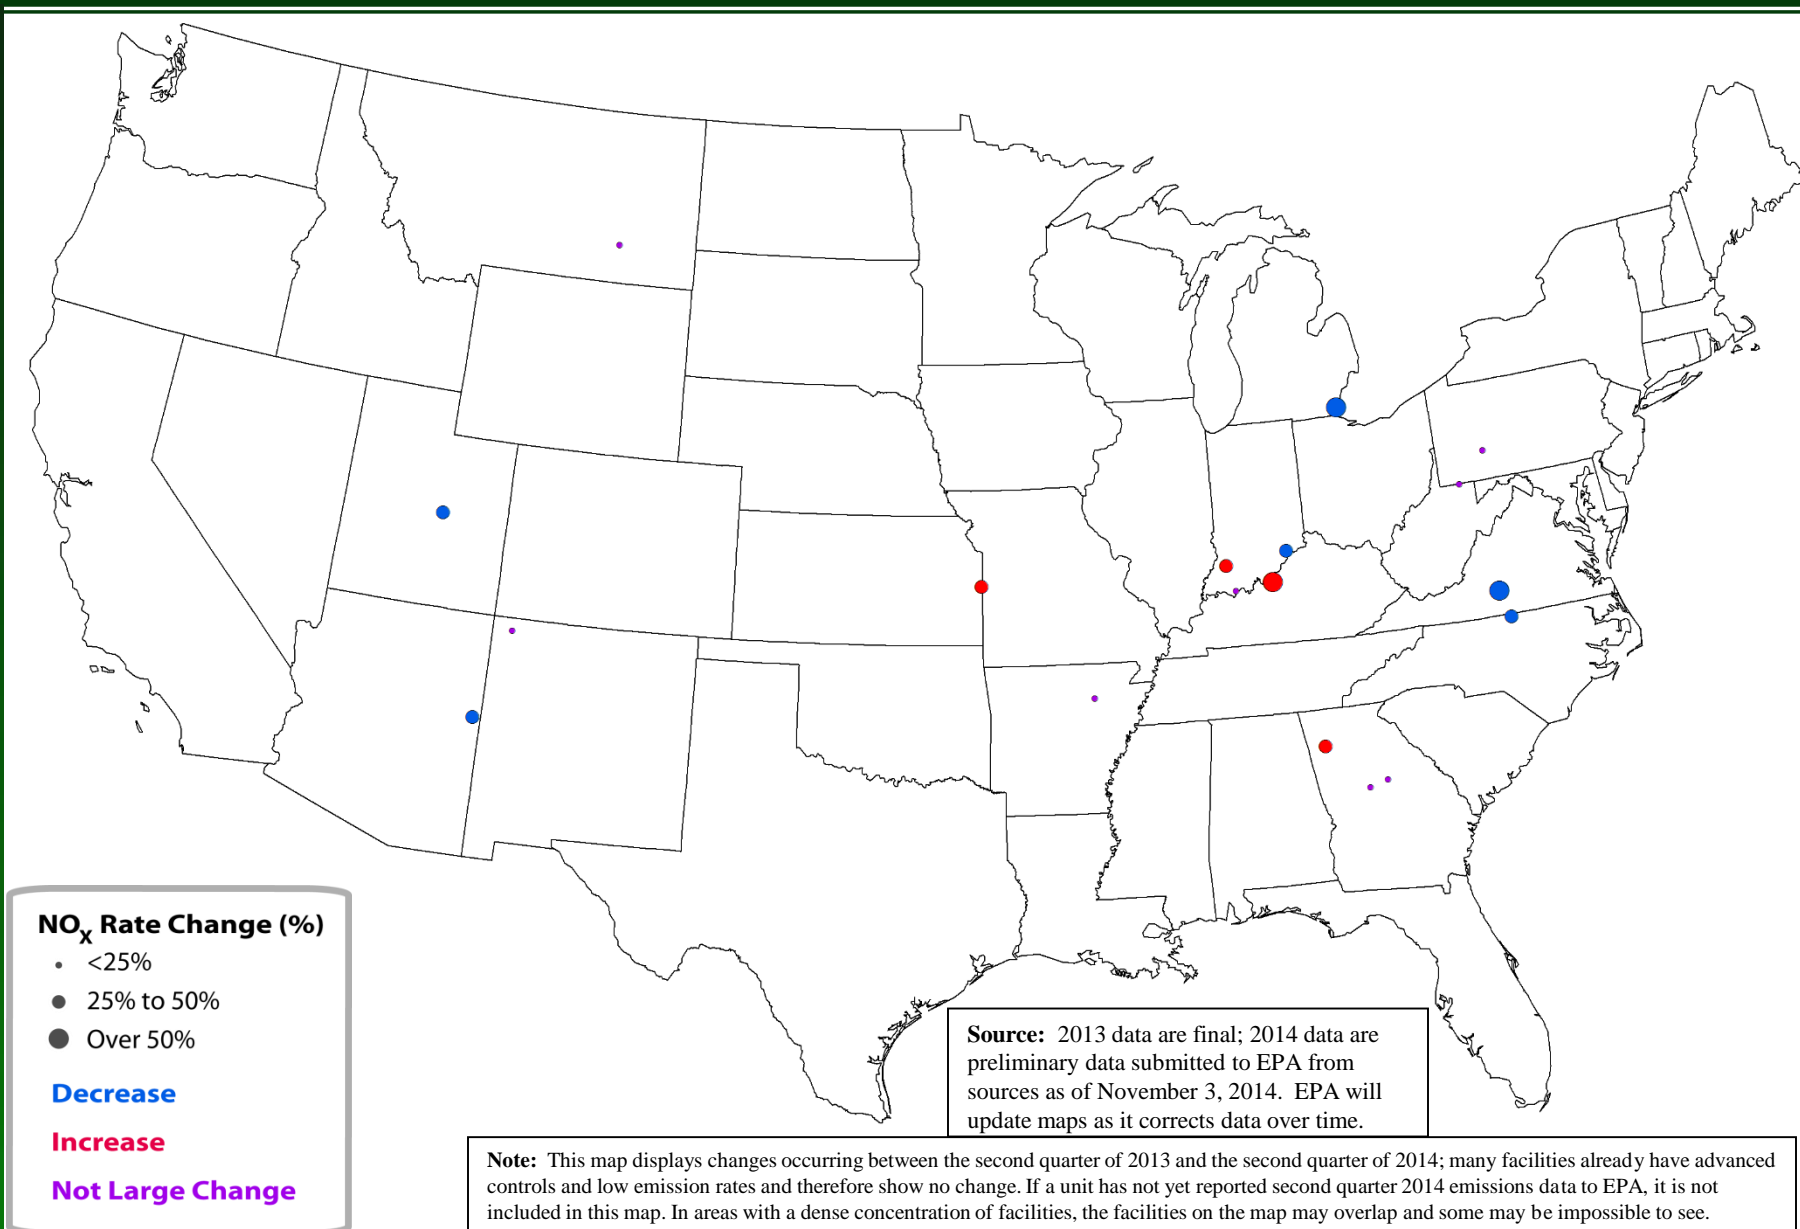 NOX Rate Change (%)
<25%
25% to 50%
Over 50%
Decrease
Increase
Not Large Change
Source: 2013 data are final; 2014 data are
preliminary data submitted to EPA from
sources as of November 3, 2014. EPA will
update maps as it corrects data over time.
Note: This map displays changes occurring between the second quarter of 2013 and the second quarter of 2014; many facilities already have advanced
controls and low emission rates and therefore show no change. If a unit has not yet reported second quarter 2014 emissions data to EPA, it is not
included in this map. In areas with a dense concentration of facilities, the facilities on the map may overlap and some may be impossible to see.